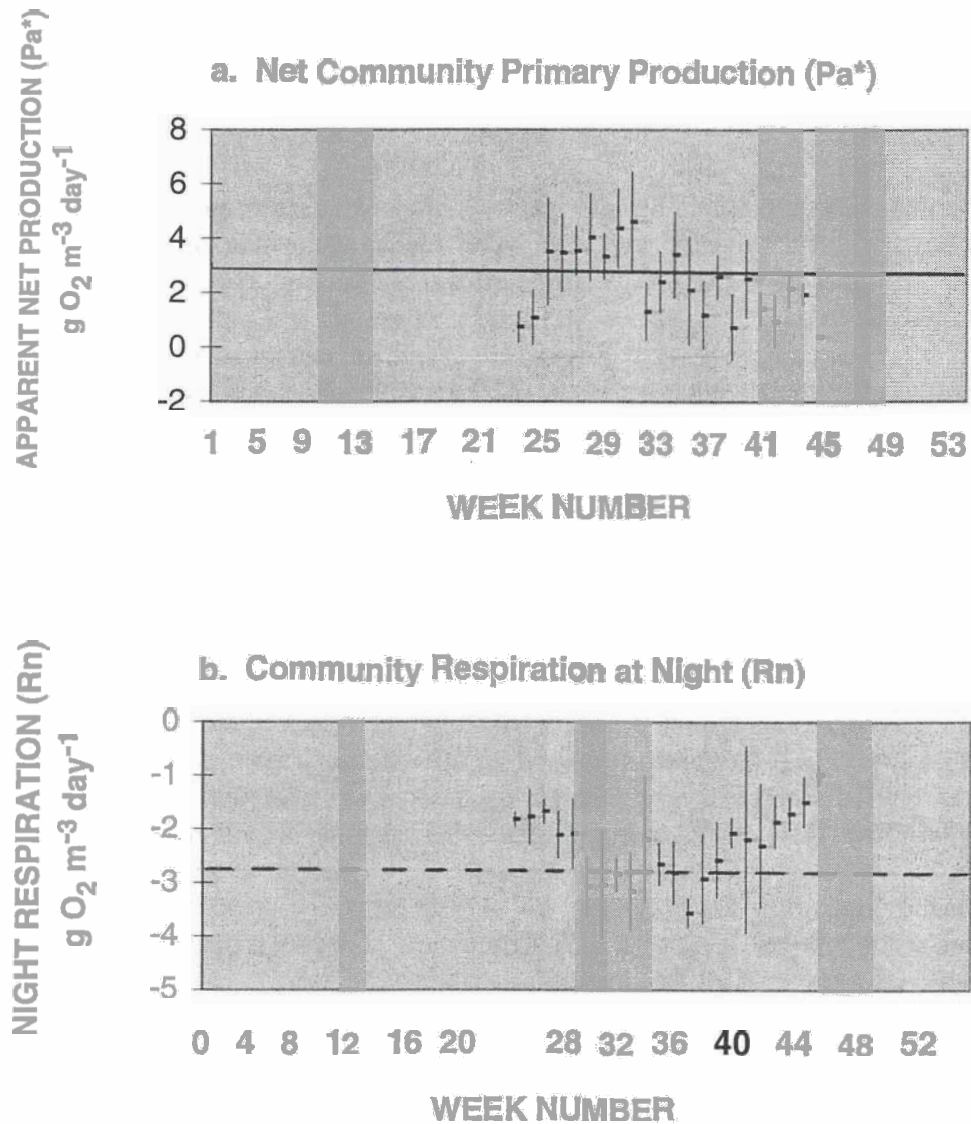 a. Net Community Primary Production (Pa*)
APPARENT NET PRODUCTION (Pa*)
g O₂ m⁻³ day⁻¹
8
6
4
2
0
-2
1 5 9 13 17 21 25 29 33 37 41 45 49 53
WEEK NUMBER
b. Community Respiration at Night (Rn)
NIGHT RESPIRATION (Rn)
g O₂ m⁻³ day⁻¹
0
-1
-2
-3
-4
-5
0 4 8 12 16 20 28 32 36 40 44 48 52
WEEK NUMBER